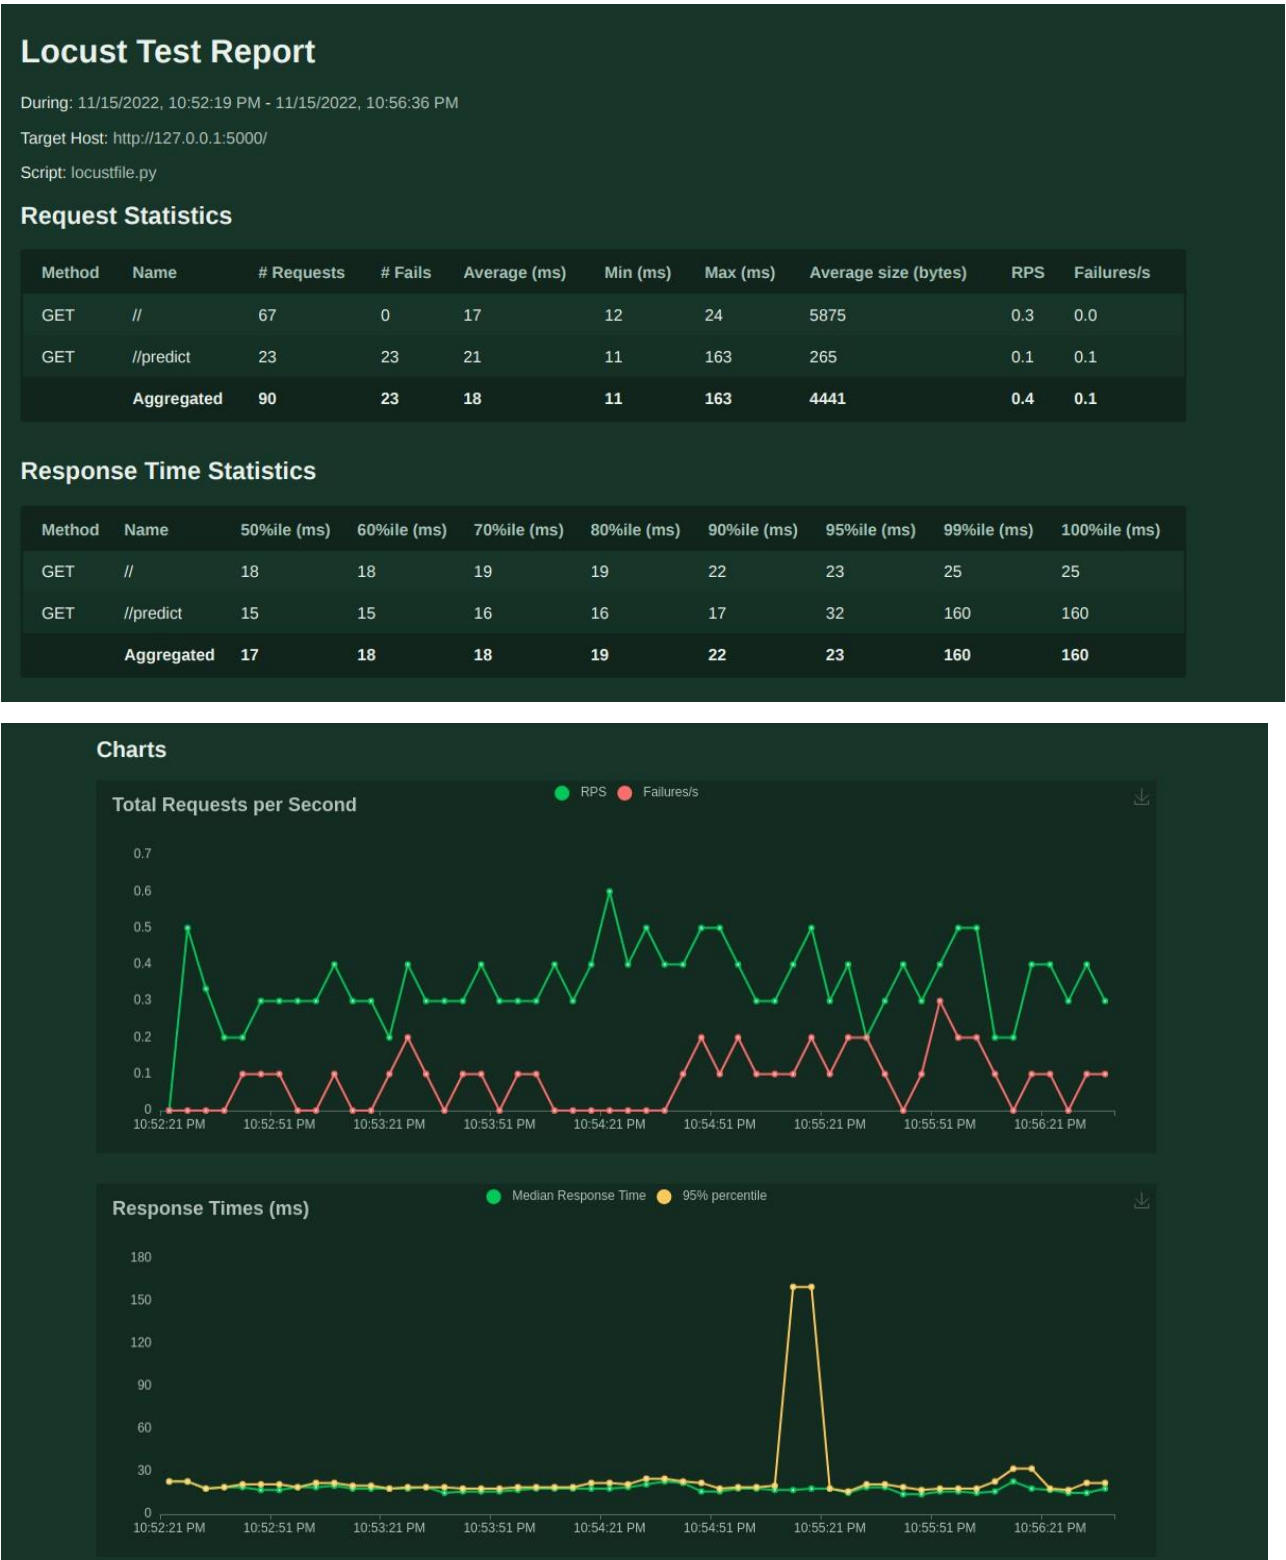 Locust Test Report
During: 11/15/2022, 10:52:19 PM - 11/15/2022, 10:56:36 PM
Target Host: http://127.0.0.1:5000/
Script: locustfile.py
Request Statistics
Method Name # Requests # Fails Average (ms) Min (ms) Max (ms) Average size (bytes) RPS Failures/s
GET // 67 0 17 12 24 5875 0.3 0.0
GET //predict 23 23 21 11 163 265 0.1 0.1
Aggregated 90 23 18 11 163 4441 0.4 0.1
Response Time Statistics
Method Name 50%ile (ms) 60%ile (ms) 70%ile (ms) 80%ile (ms) 90%ile (ms) 95%ile (ms) 99%ile (ms) 100%ile (ms)
GET // 18 18 19 19 22 23 25 25
GET //predict 15 15 16 16 17 32 160 160
Aggregated 17 18 18 19 22 23 160 160
Charts
Total Requests per Second
RPS Failures/s
0.7
0.6
0.5
0.4
0.3
0.2
0.1
0
10:52:21 PM 10:52:51 PM 10:53:21 PM 10:53:51 PM 10:54:21 PM 10:54:51 PM 10:55:21 PM 10:55:51 PM 10:56:21 PM
Response Times (ms)
Median Response Time 95% percentile
180
150
120
90
60
30
0
10:52:21 PM 10:52:51 PM 10:53:21 PM 10:53:51 PM 10:54:21 PM 10:54:51 PM 10:55:21 PM 10:55:51 PM 10:56:21 PM